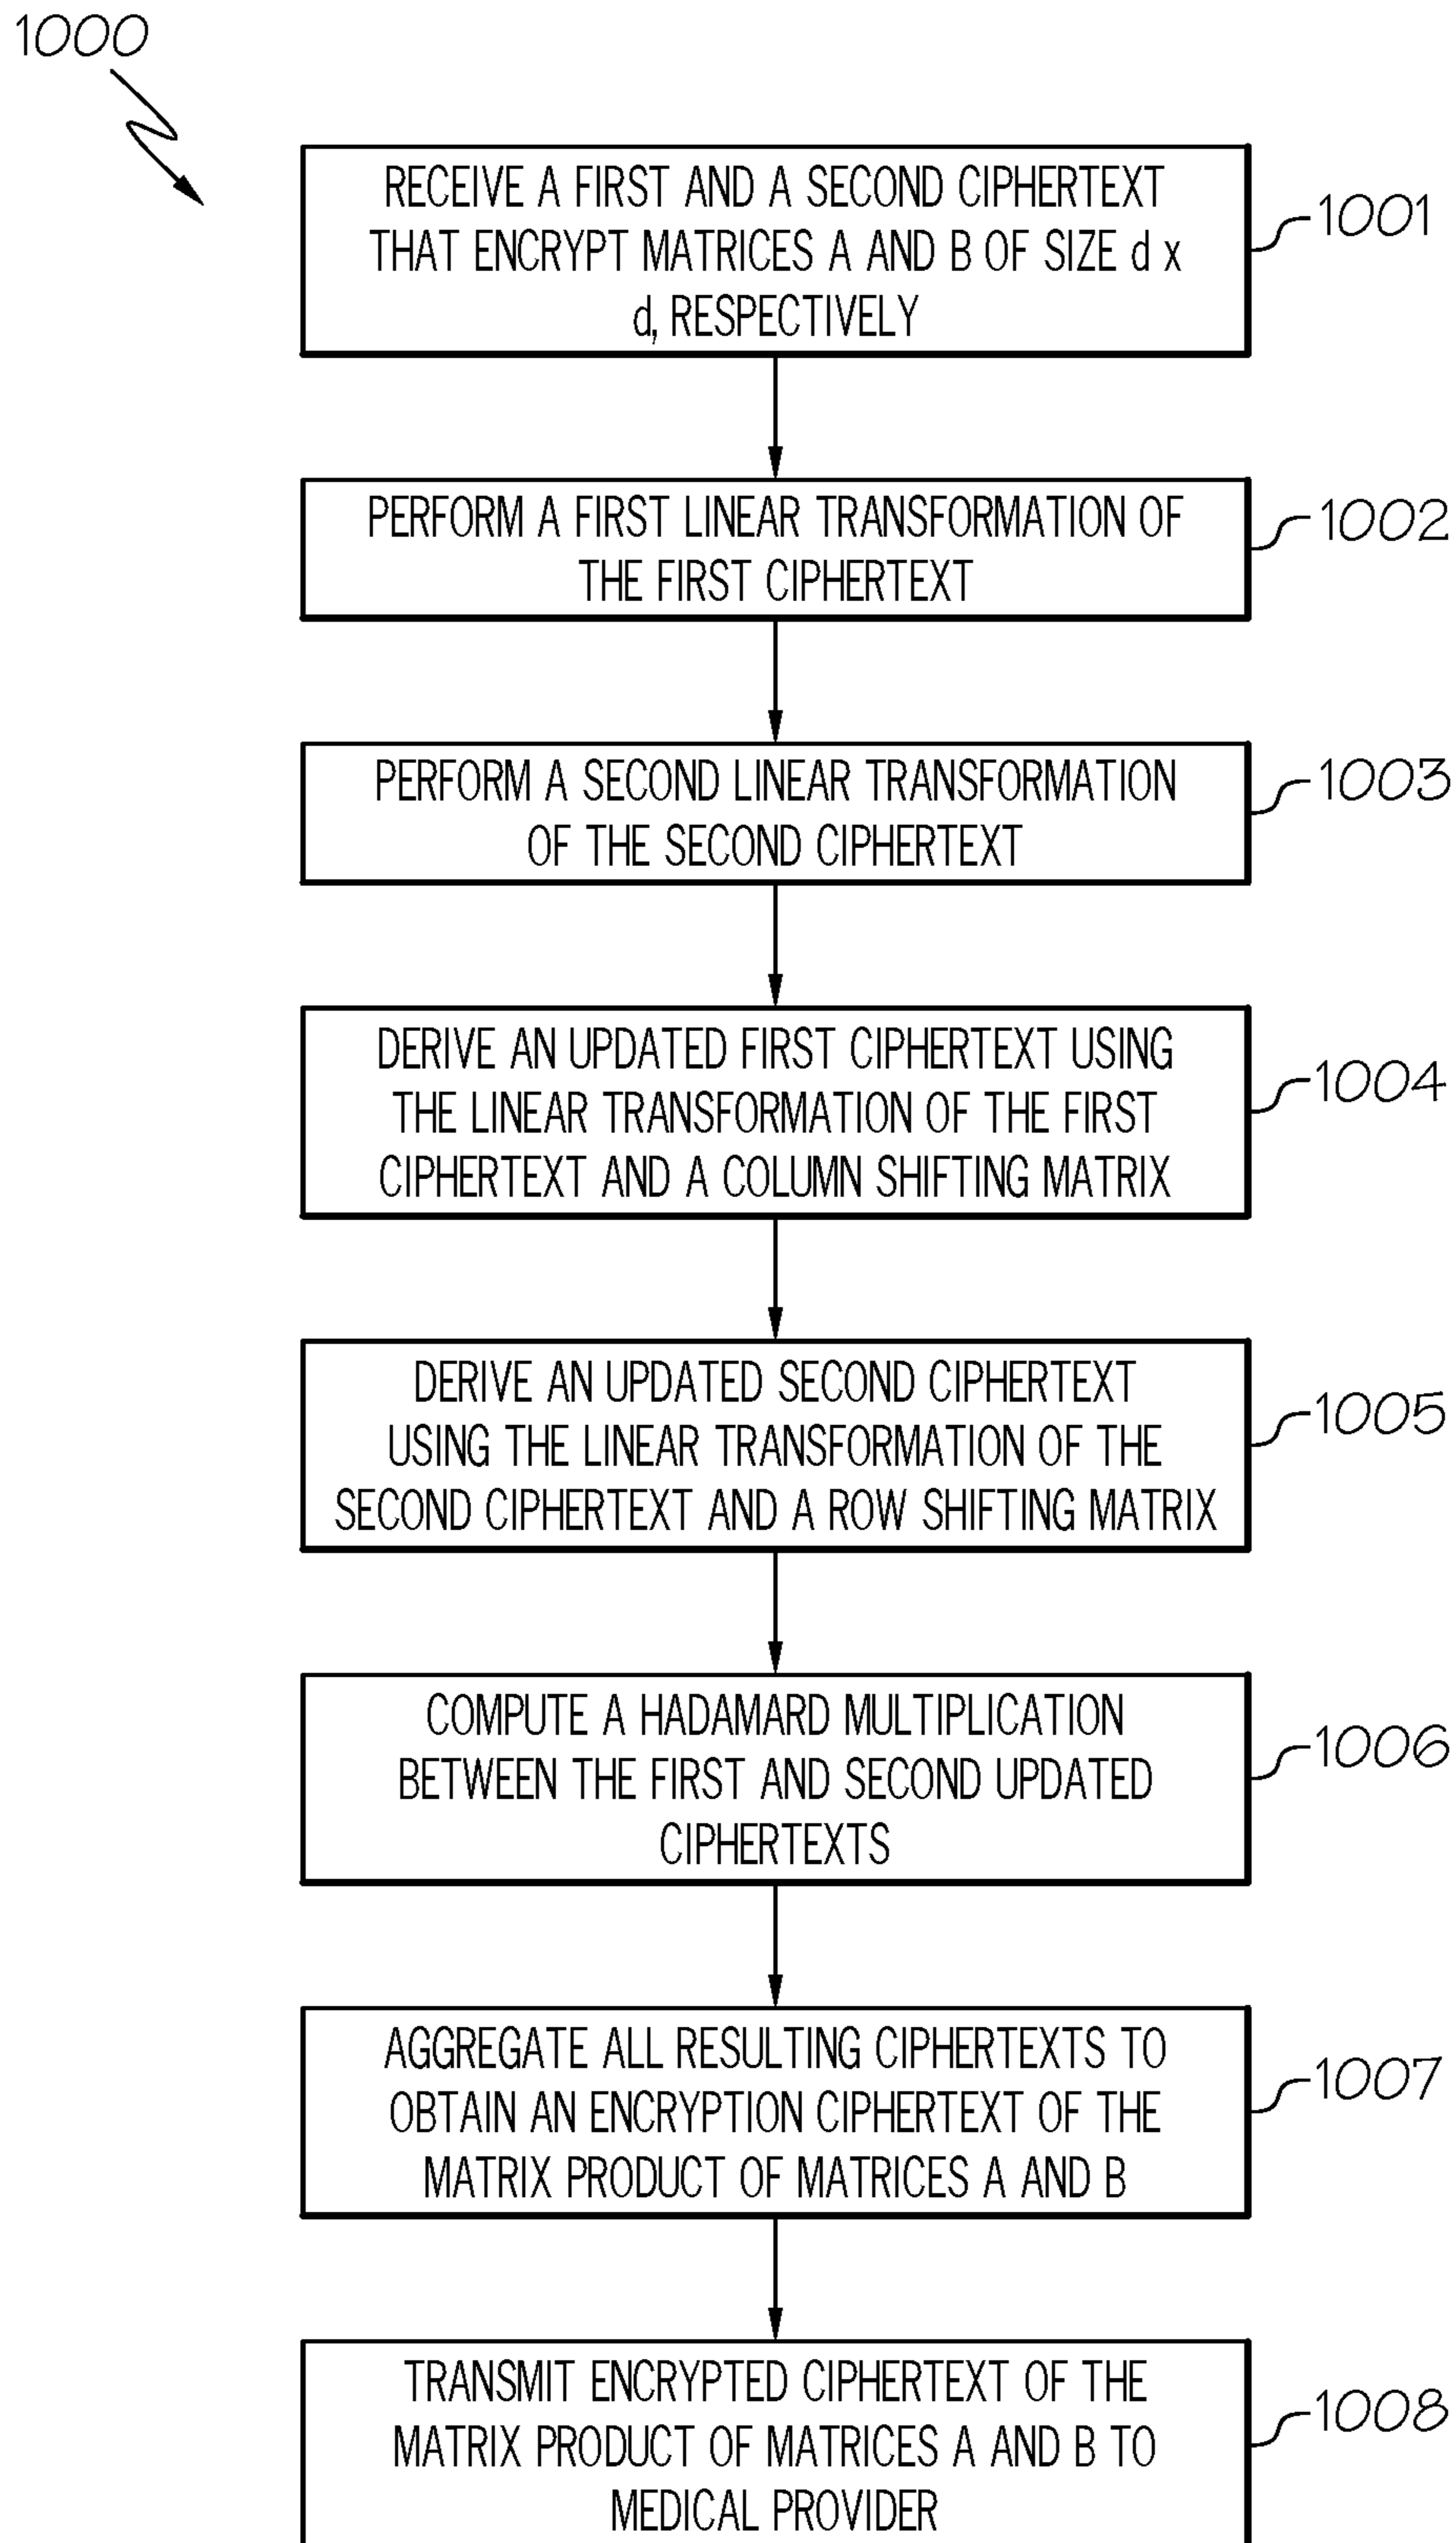 1000
RECEIVE A FIRST AND A SECOND CIPHERTEXT
THAT ENCRYPT MATRICES A AND B OF SIZE d x
d, RESPECTIVELY
1001
PERFORM A FIRST LINEAR TRANSFORMATION OF
THE FIRST CIPHERTEXT
1002
PERFORM A SECOND LINEAR TRANSFORMATION
OF THE SECOND CIPHERTEXT
1003
DERIVE AN UPDATED FIRST CIPHERTEXT USING
THE LINEAR TRANSFORMATION OF THE FIRST
CIPHERTEXT AND A COLUMN SHIFTING MATRIX
1004
DERIVE AN UPDATED SECOND CIPHERTEXT
USING THE LINEAR TRANSFORMATION OF THE
SECOND CIPHERTEXT AND A ROW SHIFTING MATRIX
1005
COMPUTE A HADAMARD MULTIPLICATION
BETWEEN THE FIRST AND SECOND UPDATED
CIPHERTEXTS
1006
AGGREGATE ALL RESULTING CIPHERTEXTS TO
OBTAIN AN ENCRYPTION CIPHERTEXT OF THE
MATRIX PRODUCT OF MATRICES A AND B
1007
TRANSMIT ENCRYPTED CIPHERTEXT OF THE
MATRIX PRODUCT OF MATRICES A AND B TO
MEDICAL PROVIDER
1008